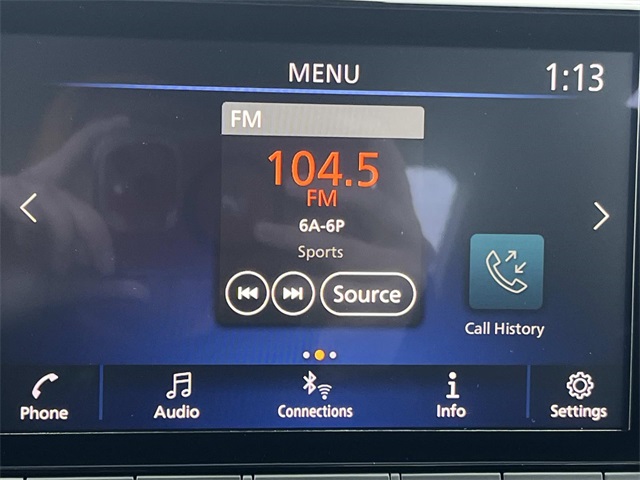 MENU 1:13
FM
104.5
FM
6A-6P
Sports
Source
Call History
Phone Audio Connections Info Settings